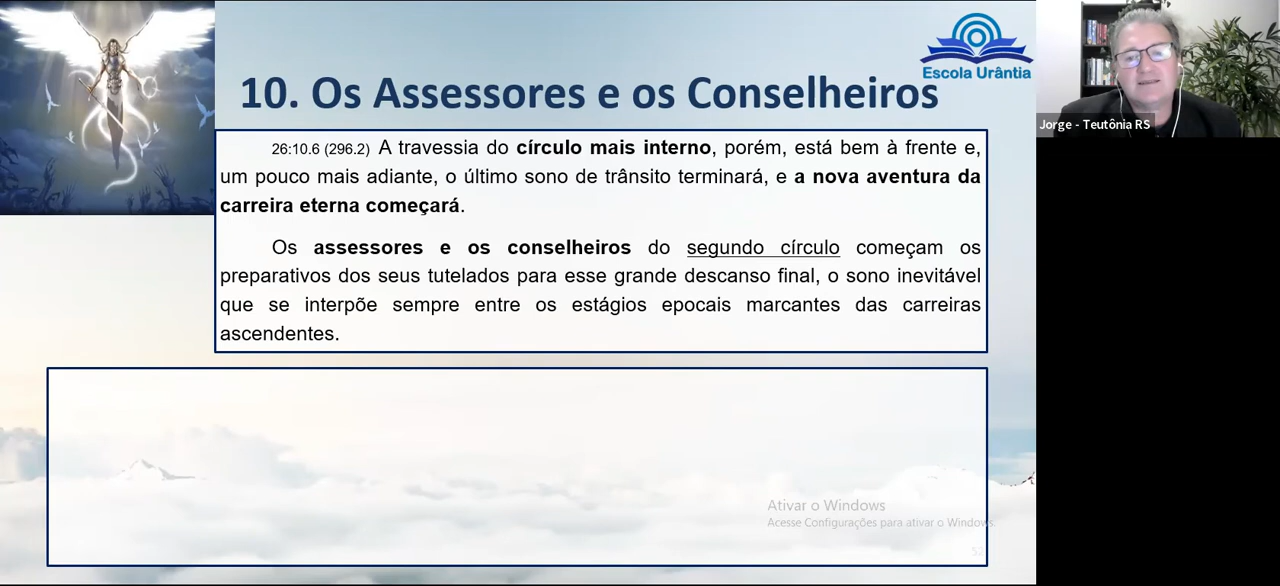 Escola Urântia
10. Os Assessores e os Conselheiros
Jorge - Teutônia RS
26:10.6 (296.2) A travessia do círculo mais interno, porém, está bem à frente e,
um pouco mais adiante, o último sono de trânsito terminará, e a nova aventura da
carreira eterna começará.
Os assessores e os conselheiros do segundo círculo começam os
preparativos dos seus tutelados para esse grande descanso final, o sono inevitável
que se interpõe sempre entre os estágios epocais marcantes das carreiras
ascendentes.
Ativar o Windows
Acesse Configurações para ativar o Windows.